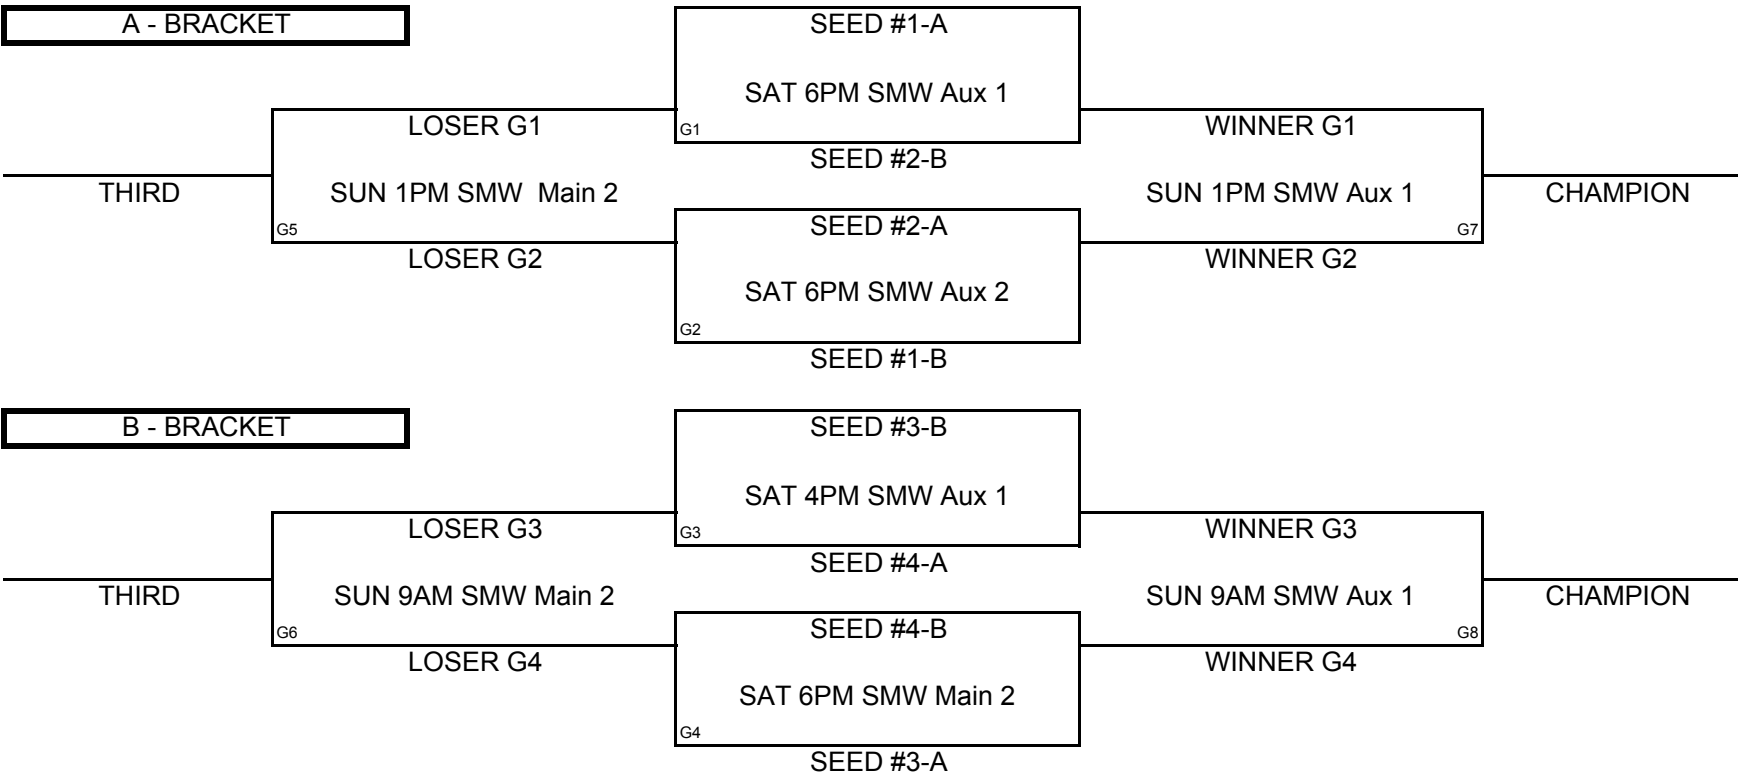 A - BRACKET
SEED #1-A
SAT 6PM SMW Aux 1
LOSER G1
G1
WINNER G1
SEED #2-B
THIRD
SUN 1PM SMW  Main 2
SUN 1PM SMW Aux 1
CHAMPION
G5
SEED #2-A
G7
LOSER G2
WINNER G2
SAT 6PM SMW Aux 2
G2
SEED #1-B
B - BRACKET
SEED #3-B
SAT 4PM SMW Aux 1
LOSER G3
G3
WINNER G3
SEED #4-A
THIRD
SUN 9AM SMW Main 2
SUN 9AM SMW Aux 1
CHAMPION
G6
SEED #4-B
G8
LOSER G4
WINNER G4
SAT 6PM SMW Main 2
G4
SEED #3-A